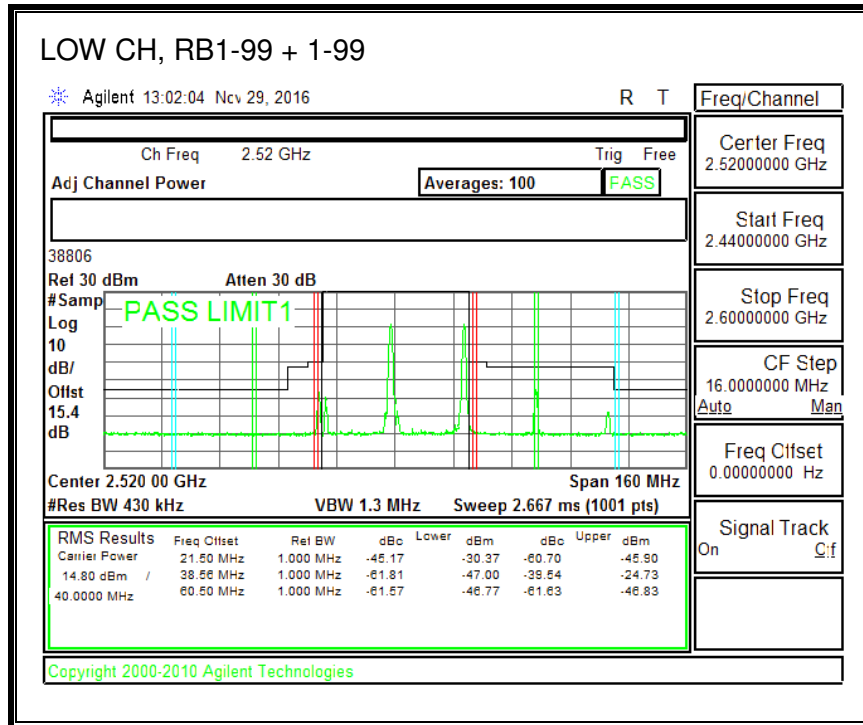 LOW CH, RB1-99 + 1-99
Agilent 13:02:04 Nov 29, 2016 R T
Freq/Channel
Ch Freq 2.52 GHz Trig Free
Adj Channel Power Averages: 100 PASS
Center Freq
2.52000000 GHz
Start Freq
2.44000000 GHz
38806
Ref 30 dBm Atten 30 dB
#Samp
Log
10
dB/
Offst
15.4
dB
PASS LIMIT1
Stop Freq
2.60000000 GHz
CF Step
16.0000000 MHz
Auto Man
Freq Offset
0.00000000 Hz
Center 2.520 00 GHz Span 160 MHz
#Res BW 430 kHz VBW 1.3 MHz Sweep 2.667 ms (1001 pts)
Signal Track
On Off
RMS Results Freq Offset Ref BW dBc Lower dBm dBc Upper dBm
Carrier Power 21.50 MHz 1.000 MHz -45.17 -30.37 -60.70 -45.90
14.80 dBm / 38.56 MHz 1.000 MHz -61.81 -47.00 -39.54 -24.73
40.0000 MHz 60.50 MHz 1.000 MHz -61.57 -46.77 -61.63 -46.83
Copyright 2000-2010 Agilent Technologies